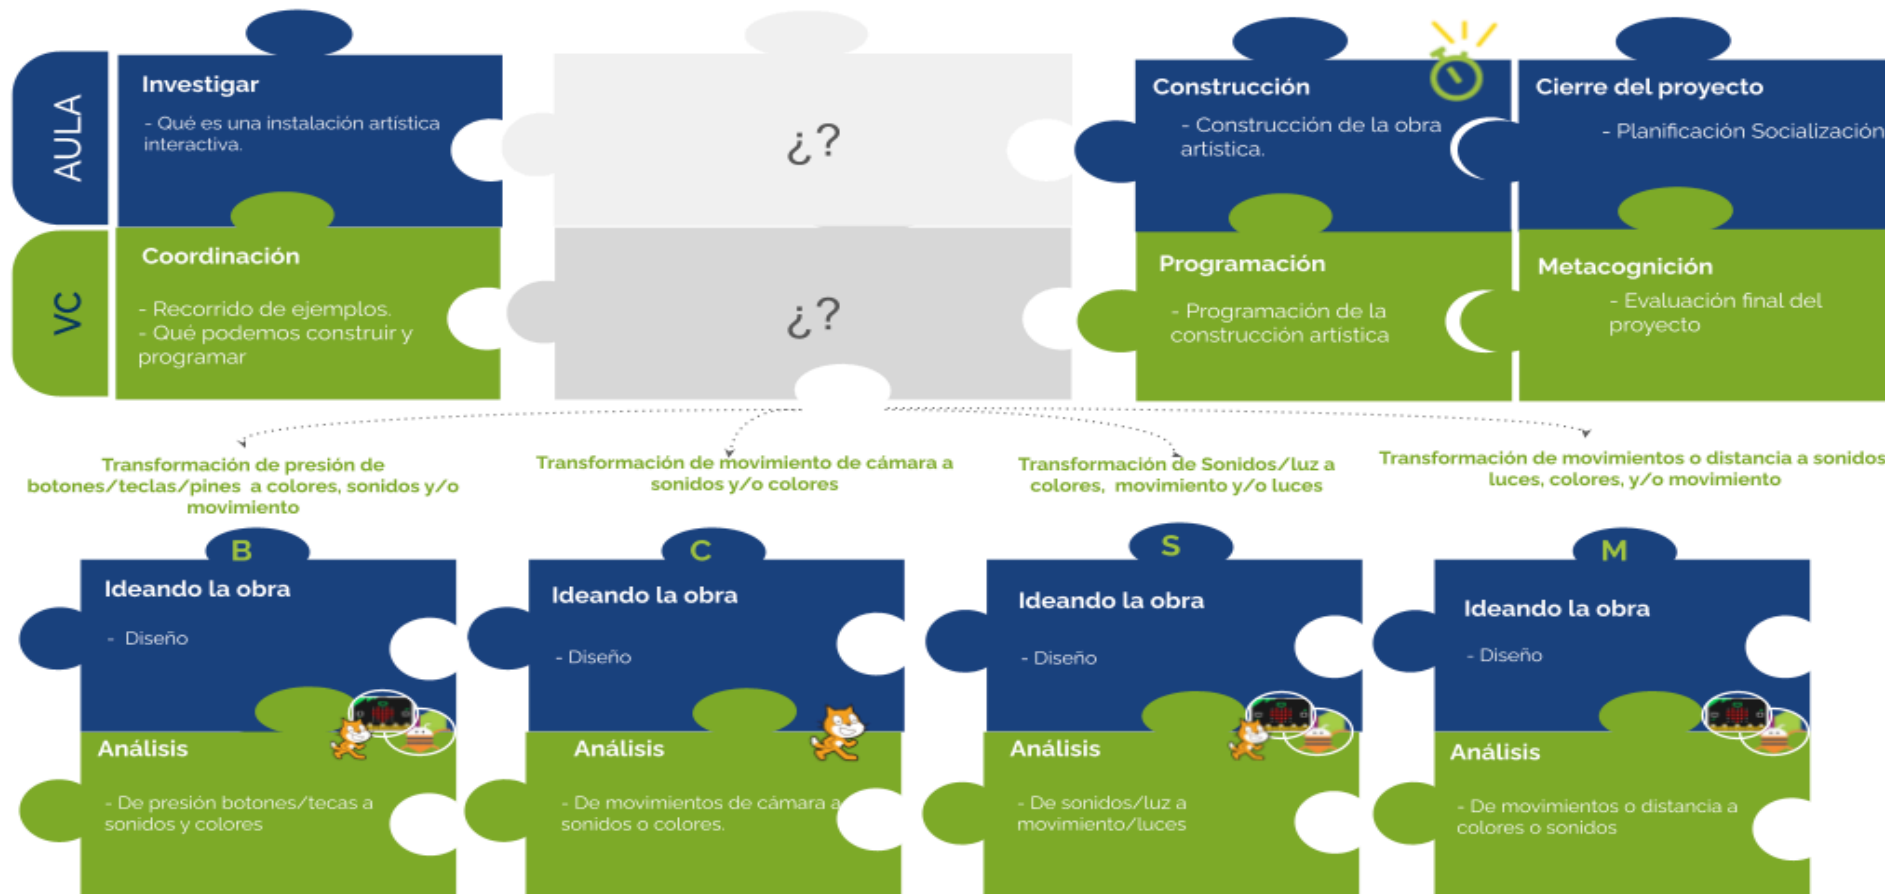 AULA
Investigar
- Qué es una instalación artística
interactiva.
¿?
Construcción
- Construcción de la obra
artística.
Cierre del proyecto
- Planificación Socialización
VC
Coordinación
- Recorrido de ejemplos.
- Qué podemos construir y
programar
¿?
Programación
- Programación de la
construcción artística
Metacognición
- Evaluación final del
proyecto
Transformación de presión de
botones/teclas/pines a colores, sonidos y/o
movimiento
Transformación de movimiento de cámara a
sonidos y/o colores
Transformación de Sonidos/luz a
colores, movimiento y/o luces
Transformación de movimientos o distancia a sonidos
luces, colores, y/o movimiento
B
Ideando la obra
- Diseño
Análisis
- De presión botones/tecas a
sonidos y colores
C
Ideando la obra
- Diseño
Análisis
- De movimientos de cámara a
sonidos o colores.
S
Ideando la obra
- Diseño
Análisis
- De sonidos/luz a
movimiento/luces
M
Ideando la obra
- Diseño
Análisis
- De movimientos o distancia a
colores o sonidos